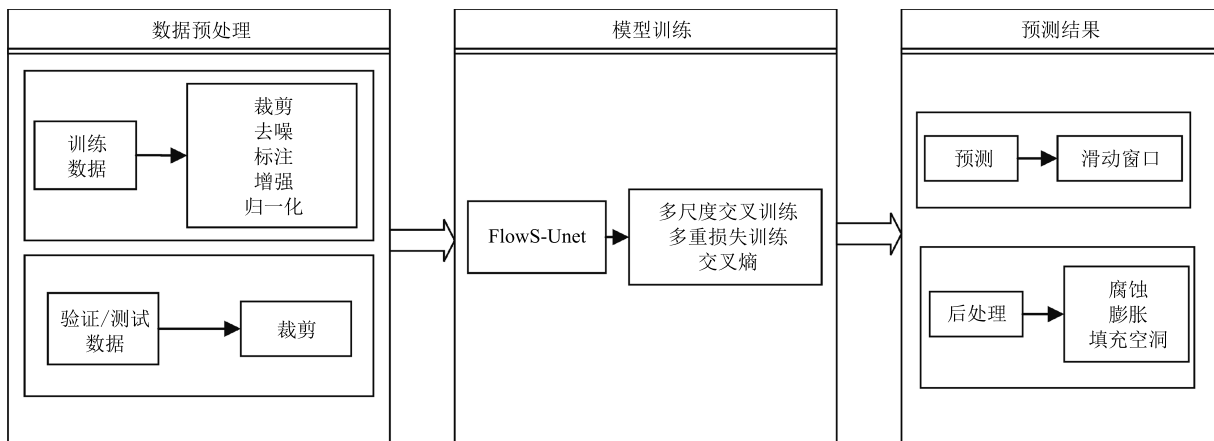 数据预处理
训练
数据
裁剪
去噪
标注
增强
归一化
验证/测试
数据
裁剪
模型训练
FlowS-Unet
多尺度交叉训练
多重损失训练
交叉熵
预测结果
预测
滑动窗口
后处理
腐蚀
膨胀
填充空洞